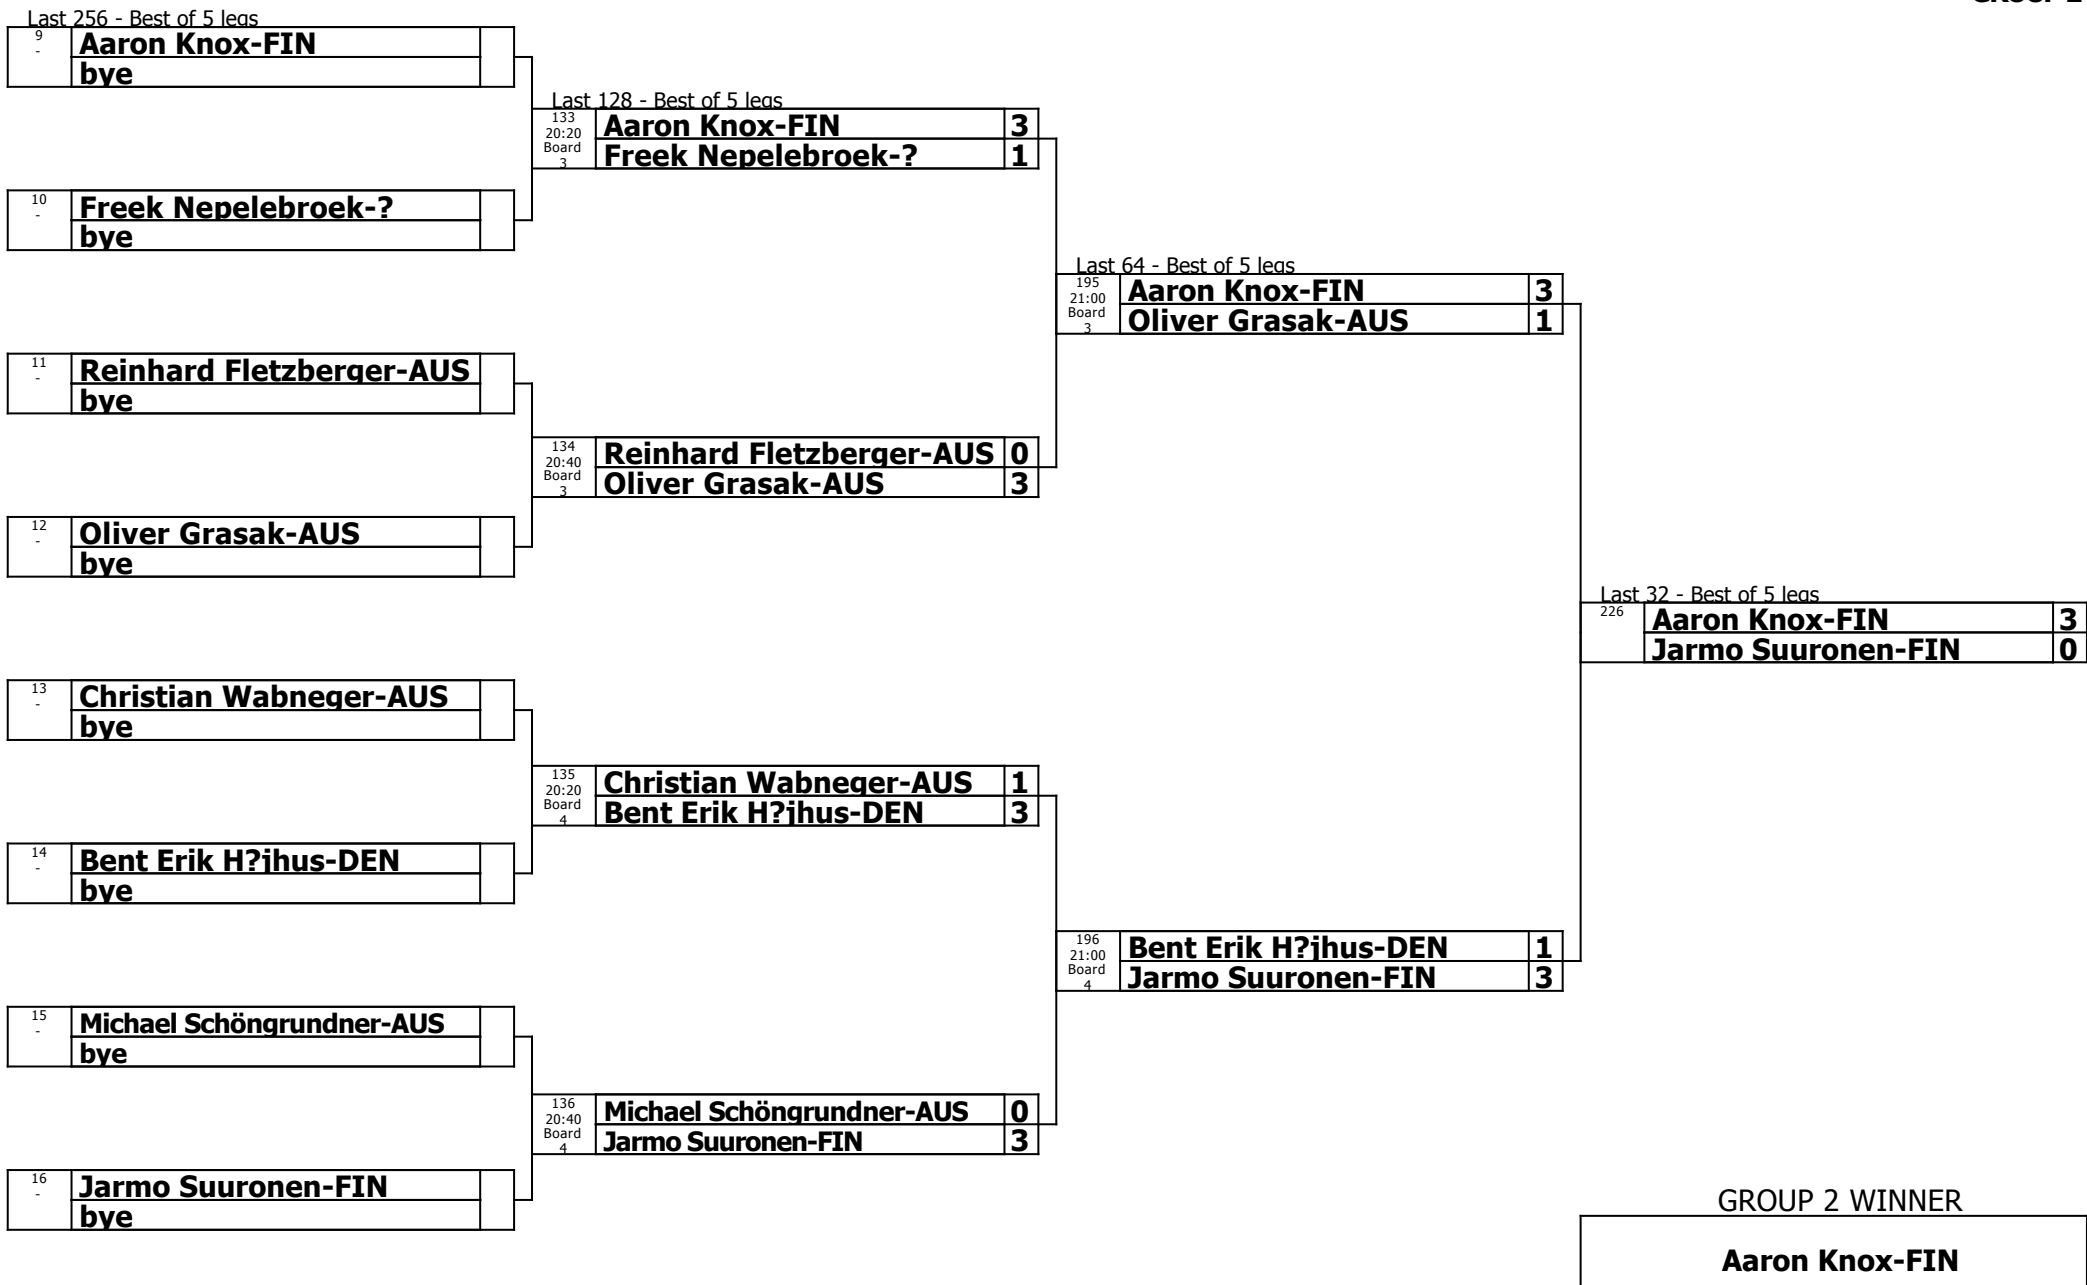 GROUP 2
Last 256 - Best of 5 legs
9
-
Aaron Knox-FIN
bye
10
-
Freek Nepelebroek-?
bye
11
-
Reinhard Fletzberger-AUS
bye
12
-
Oliver Grasak-AUS
bye
13
-
Christian Wabneger-AUS
bye
14
-
Bent Erik H?jhus-DEN
bye
15
-
Michael Schöngrundner-AUS
bye
16
-
Jarmo Suuronen-FIN
bye
Last 128 - Best of 5 legs
133
20:20
Board
3
Aaron Knox-FIN 3
Freek Nepelebroek-? 1
134
20:40
Board
3
Reinhard Fletzberger-AUS 0
Oliver Grasak-AUS 3
135
20:20
Board
4
Christian Wabneger-AUS 1
Bent Erik H?jhus-DEN 3
136
20:40
Board
4
Michael Schöngrundner-AUS 0
Jarmo Suuronen-FIN 3
Last 64 - Best of 5 legs
195
21:00
Board
3
Aaron Knox-FIN 3
Oliver Grasak-AUS 1
196
21:00
Board
4
Bent Erik H?jhus-DEN 1
Jarmo Suuronen-FIN 3
Last 32 - Best of 5 legs
226
Aaron Knox-FIN 3
Jarmo Suuronen-FIN 0
GROUP 2 WINNER
Aaron Knox-FIN